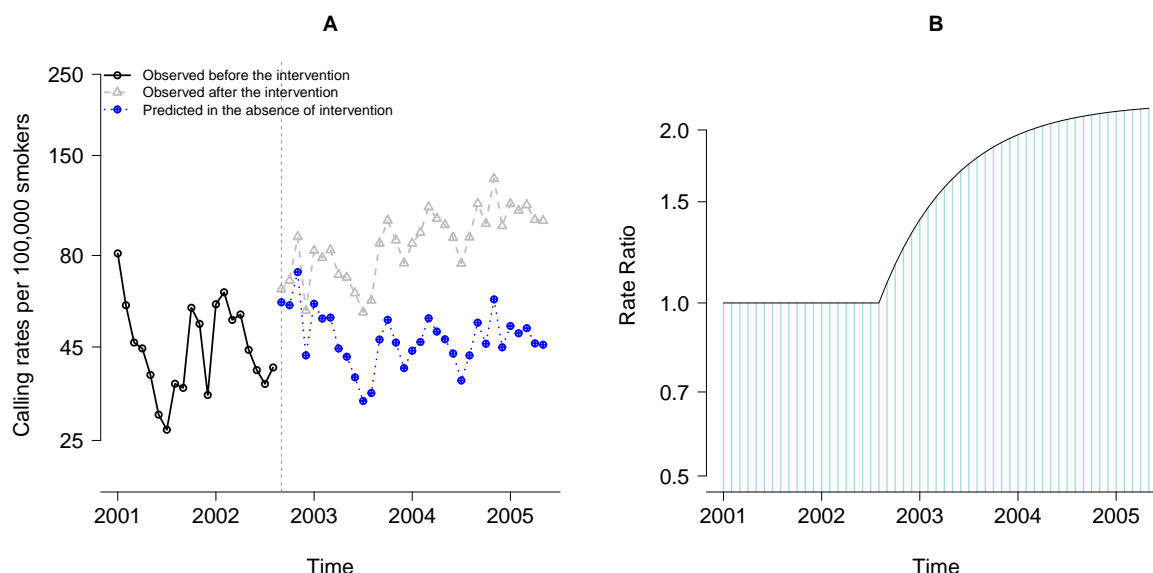 A
250
150
80
45
25
Calling rates per 100,000 smokers
Observed before the intervention
Observed after the intervention
Predicted in the absence of intervention
2001 2002 2003 2004 2005
Time
B
2.0
1.5
1.0
0.7
0.5
Rate Ratio
2001 2002 2003 2004 2005
Time